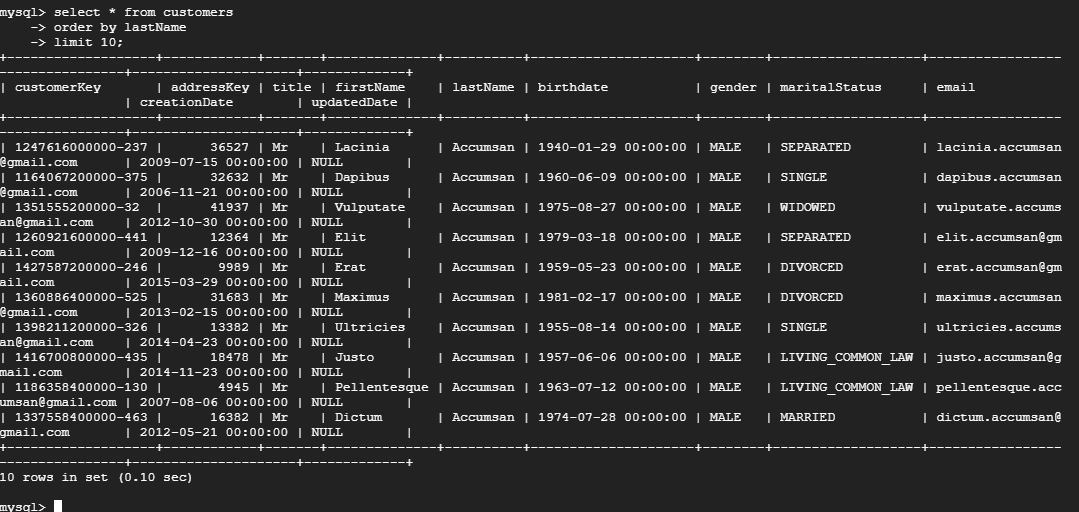 mysql> select * from customers
    -> order by lastName
    -> limit 10;
+--------------------+------------+-------+--------------+----------+---------------------+--------+-------------------+-----------------
----------------+---------------------+-------------+
| customerKey        | addressKey | title | firstName    | lastName | birthdate           | gender | maritalStatus     | email
                | creationDate        | updatedDate |
+--------------------+------------+-------+--------------+----------+---------------------+--------+-------------------+-----------------
----------------+---------------------+-------------+
| 1247616000000-237 |      36527 | Mr    | Lacinia      | Accumsan | 1940-01-29 00:00:00 | MALE   | SEPARATED         | lacinia.accumsan
@gmail.com      | 2009-07-15 00:00:00 | NULL        |
| 1164067200000-375 |      32632 | Mr    | Dapibus      | Accumsan | 1960-06-09 00:00:00 | MALE   | SINGLE            | dapibus.accumsan
@gmail.com      | 2006-11-21 00:00:00 | NULL        |
| 1351555200000-32  |      41937 | Mr    | Vulputate    | Accumsan | 1975-08-27 00:00:00 | MALE   | WIDOWED           | vulputate.accums
an@gmail.com    | 2012-10-30 00:00:00 | NULL        |
| 1260921600000-441 |      12364 | Mr    | Elit         | Accumsan | 1979-03-18 00:00:00 | MALE   | SEPARATED         | elit.accumsan@gm
ail.com         | 2009-12-16 00:00:00 | NULL        |
| 1427587200000-246 |       9989 | Mr    | Erat         | Accumsan | 1959-05-23 00:00:00 | MALE   | DIVORCED          | erat.accumsan@gm
ail.com         | 2015-03-29 00:00:00 | NULL        |
| 1360886400000-525 |      31683 | Mr    | Maximus      | Accumsan | 1981-02-17 00:00:00 | MALE   | DIVORCED          | maximus.accumsan
@gmail.com      | 2013-02-15 00:00:00 | NULL        |
| 1398211200000-326 |      13382 | Mr    | Ultricies    | Accumsan | 1955-08-14 00:00:00 | MALE   | SINGLE            | ultricies.accums
an@gmail.com    | 2014-04-23 00:00:00 | NULL        |
| 1416700800000-435 |      18478 | Mr    | Justo        | Accumsan | 1957-06-06 00:00:00 | MALE   | LIVING_COMMON_LAW | justo.accumsan@g
mail.com        | 2014-11-23 00:00:00 | NULL        |
| 1186358400000-130 |       4945 | Mr    | Pellentesque | Accumsan | 1963-07-12 00:00:00 | MALE   | LIVING_COMMON_LAW | pellentesque.acc
umsan@gmail.com | 2007-08-06 00:00:00 | NULL        |
| 1337558400000-463 |      16382 | Mr    | Dictum       | Accumsan | 1974-07-28 00:00:00 | MALE   | MARRIED           | dictum.accumsan@
gmail.com       | 2012-05-21 00:00:00 | NULL        |
+--------------------+------------+-------+--------------+----------+---------------------+--------+-------------------+-----------------
----------------+---------------------+-------------+
10 rows in set (0.10 sec)
mysql>